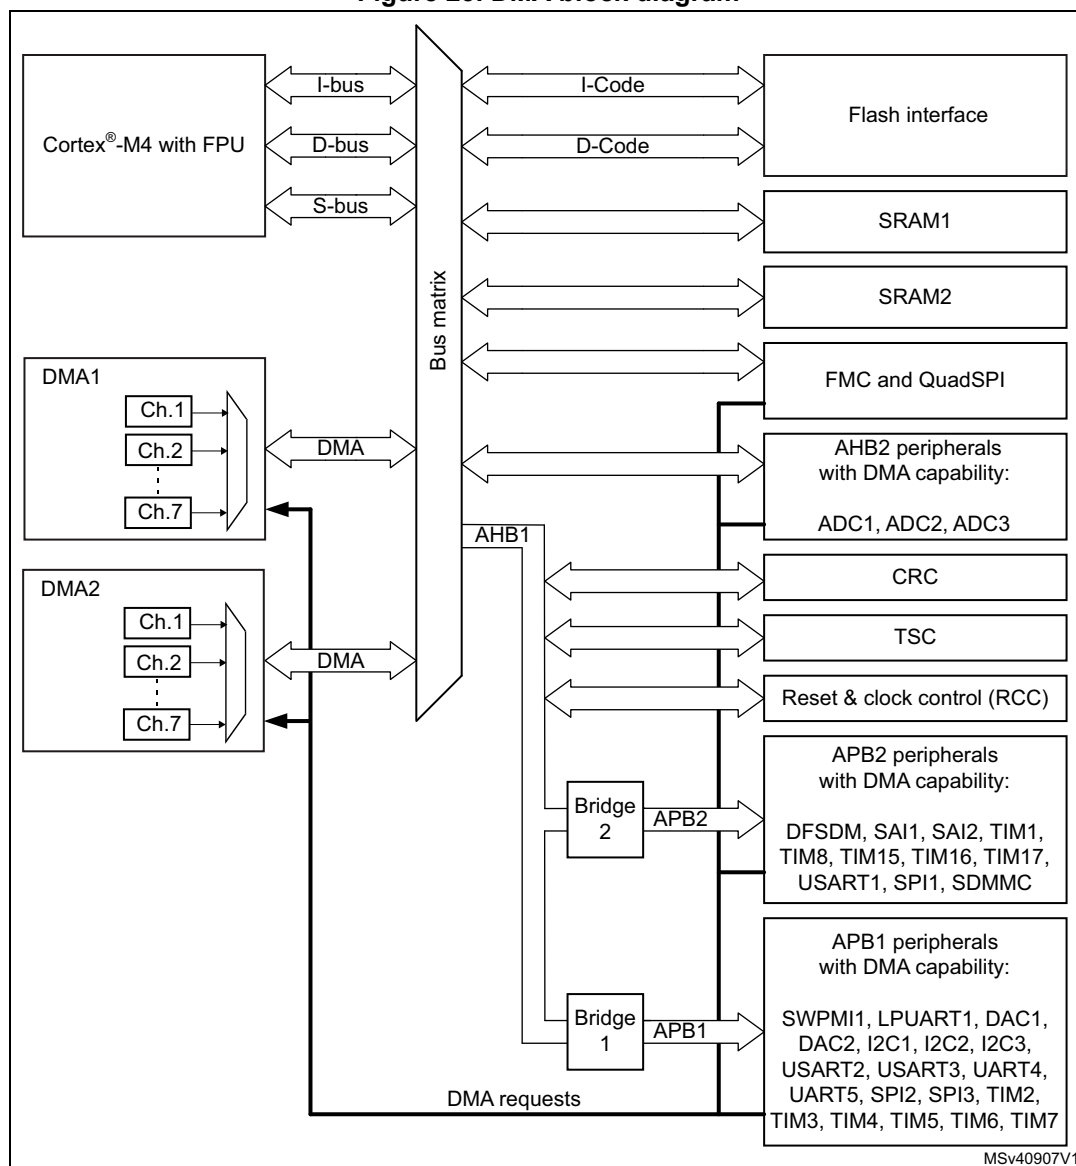 I-bus
I-Code
Cortex®-M4 with FPU
D-bus
D-Code
Flash interface
S-bus
SRAM1
Bus matrix
SRAM2
FMC and QuadSPI
DMA1
Ch.1
Ch.2
Ch.7
DMA
AHB2 peripherals
with DMA capability:
ADC1, ADC2, ADC3
AHB1
CRC
DMA2
Ch.1
Ch.2
Ch.7
DMA
TSC
Reset & clock control (RCC)
Bridge
2
APB2
APB2 peripherals
with DMA capability:
DFSDM, SAI1, SAI2, TIM1,
TIM8, TIM15, TIM16, TIM17,
USART1, SPI1, SDMMC
Bridge
1
APB1
APB1 peripherals
with DMA capability:
SWPMI1, LPUART1, DAC1,
DAC2, I2C1, I2C2, I2C3,
USART2, USART3, UART4,
UART5, SPI2, SPI3, TIM2,
TIM3, TIM4, TIM5, TIM6, TIM7
DMA requests
MSv40907V1